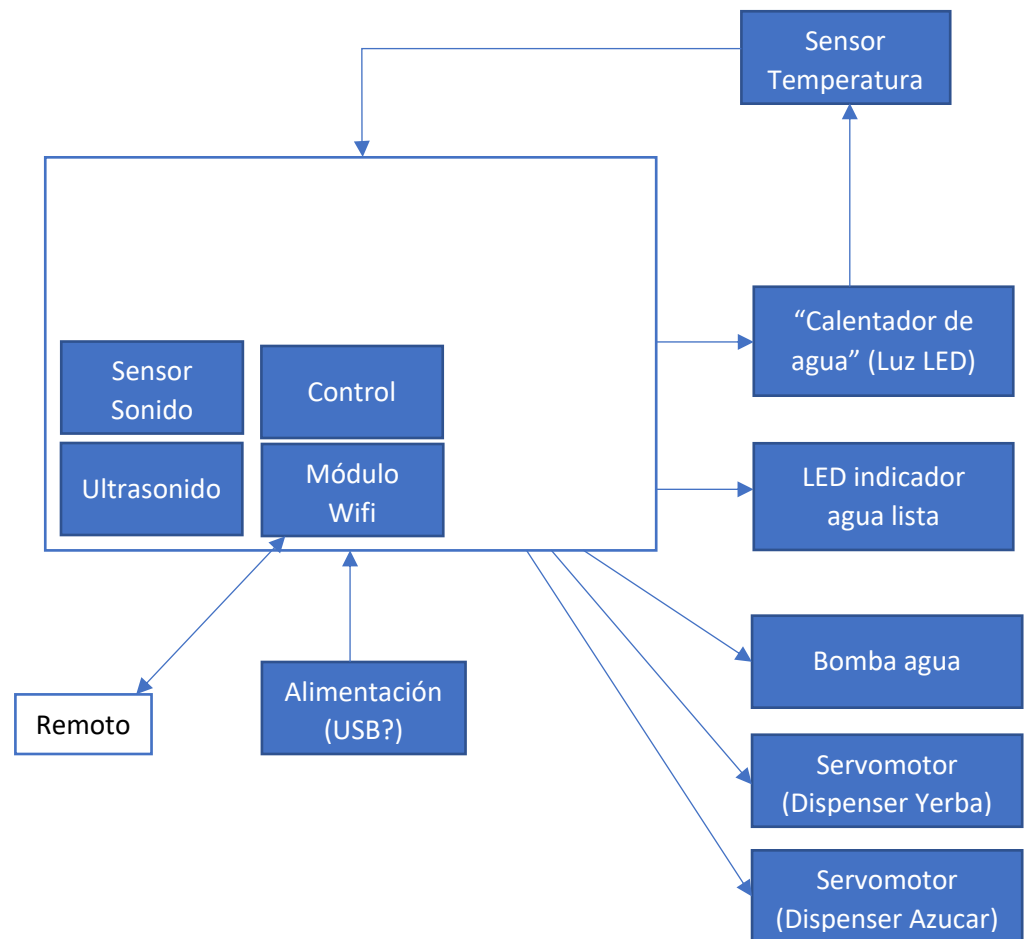 Sensor
Temperatura
“Calentador de
agua” (Luz LED)
Sensor
Sonido
Control
Ultrasonido
Módulo
Wifi
LED indicador
agua lista
Bomba agua
Remoto
Alimentación
(USB?)
Servomotor
(Dispenser Yerba)
Servomotor
(Dispenser Azucar)